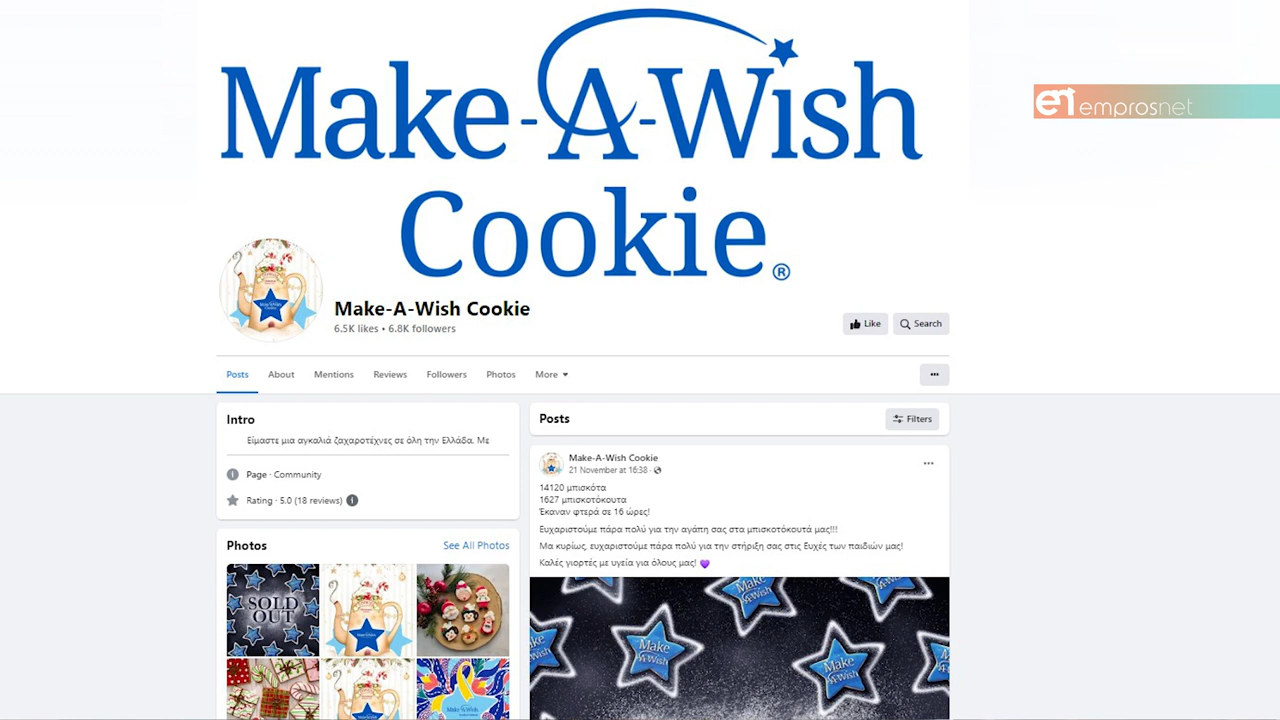 Make-A-Wish
Cookie®
emprosnet
Make-A-Wish Cookie
6.5K likes • 6.8K followers
Like
Search
Posts
About
Mentions
Reviews
Followers
Photos
More
Intro
Είμαστε μια αγκαλιά ζαχαροτέχνες σε όλη την Ελλάδα. Με
Page · Community
Rating · 5.0 (18 reviews)
Photos
See All Photos
SOLD
OUT
Posts
Filters
Make-A-Wish Cookie
21 November at 16:38 ·
14120 μπισκότα
1627 μπισκοτόκουτα
Έκαναν φτερά σε 16 ώρες!
Ευχαριστούμε πάρα πολύ για την αγάπη σας στα μπισκοτόκουτά μας!!!
Μα κυρίως, ευχαριστούμε πάρα πολύ για την στήριξη σας στις Ευχές των παιδιών μας!
Καλές γιορτές με υγεία για όλους μας! 💜
Make
A-Wish
Make
A-Wish